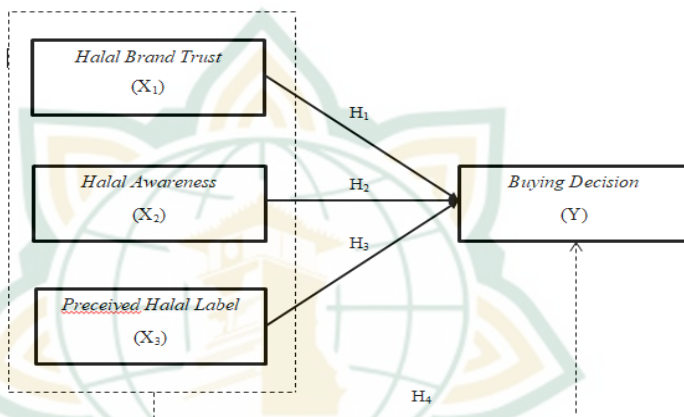 Halal Brand Trust
(X₁)
H₁
Halal Awareness
(X₂)
H₂
Buying Decision
(Y)
H₃
Preceived Halal Label
(X₃)
H₄